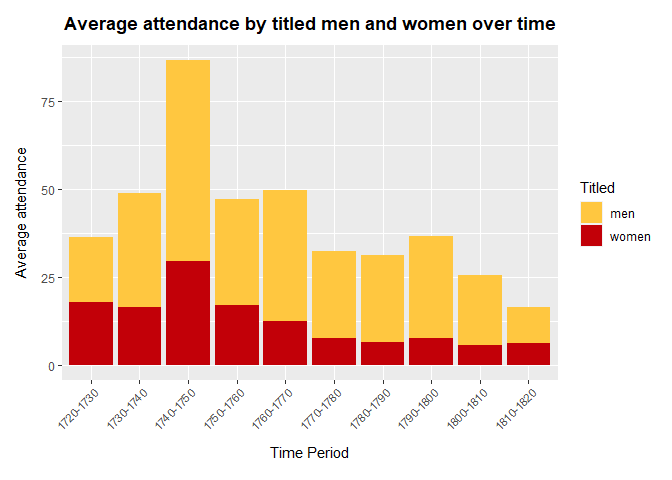 Average attendance by titled men and women over time
Average attendance
75
50
25
0
1720-1730
1730-1740
1740-1750
1750-1760
1760-1770
1770-1780
1780-1790
1790-1800
1800-1810
1810-1820
Time Period
Titled
men
women